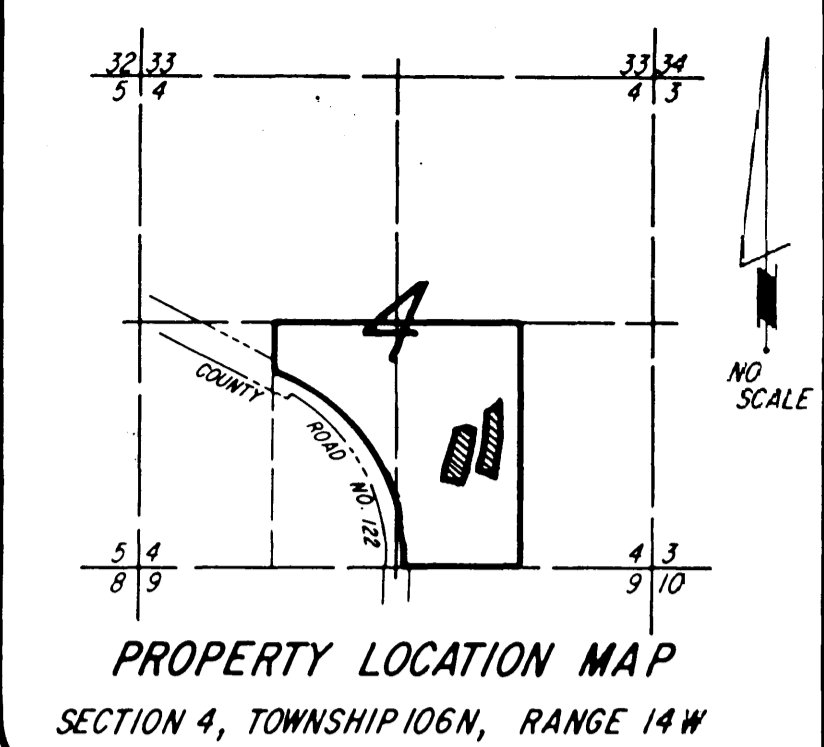 32 33
5 4
33 34
4 3
4
NO
SCALE
COUNTY
ROAD
NO. 122
5 4
8 9
4 3
9 10
PROPERTY LOCATION MAP
SECTION 4, TOWNSHIP 106N, RANGE 14W